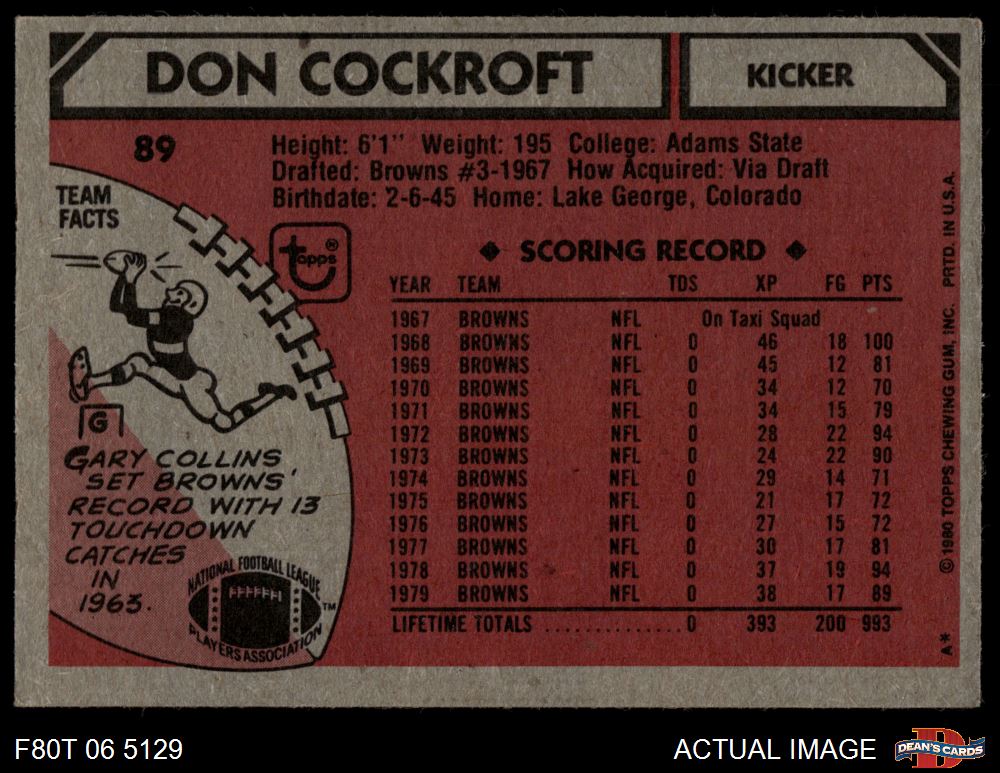 DON COCKROFT
KICKER
89
Height: 6'1" Weight: 195 College: Adams State
Drafted: Browns #3-1967 How Acquired: Via Draft
Birthdate: 2-6-45 Home: Lake George, Colorado
TEAM
FACTS
topps®
G
GARY COLLINS
SET BROWNS'
RECORD WITH 13
TOUCHDOWN
CATCHES
IN
1963.
NATIONAL FOOTBALL LEAGUE
PLAYERS ASSOCIATION
TM
◆ SCORING RECORD ◆
YEAR TEAM TDS XP FG PTS
1967 BROWNS NFL On Taxi Squad
1968 BROWNS NFL 0 46 18 100
1969 BROWNS NFL 0 45 12 81
1970 BROWNS NFL 0 34 12 70
1971 BROWNS NFL 0 34 15 79
1972 BROWNS NFL 0 28 22 94
1973 BROWNS NFL 0 24 22 90
1974 BROWNS NFL 0 29 14 71
1975 BROWNS NFL 0 21 17 72
1976 BROWNS NFL 0 27 15 72
1977 BROWNS NFL 0 30 17 81
1978 BROWNS NFL 0 37 19 94
1979 BROWNS NFL 0 38 17 89
LIFETIME TOTALS .............. 0 393 200 993
A* © 1980 TOPPS CHEWING GUM, INC. PRTD. IN U.S.A.
F80T 06 5129
ACTUAL IMAGE
D
DEAN'S CARDS